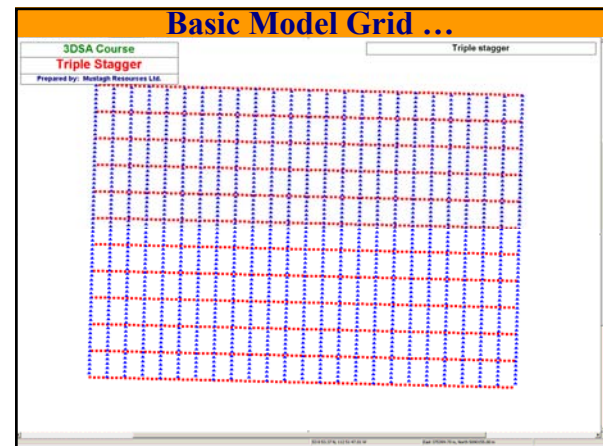 Basic Model Grid …
3DSA Course
Triple Stagger
Prepared by: Mustagh Resources Ltd.
Triple stagger